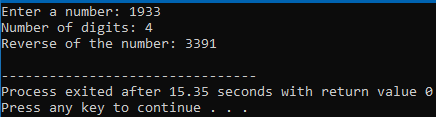 Enter a number: 1933
Number of digits: 4
Reverse of the number: 3391
--------------------------------
Process exited after 15.35 seconds with return value 0
Press any key to continue . . .